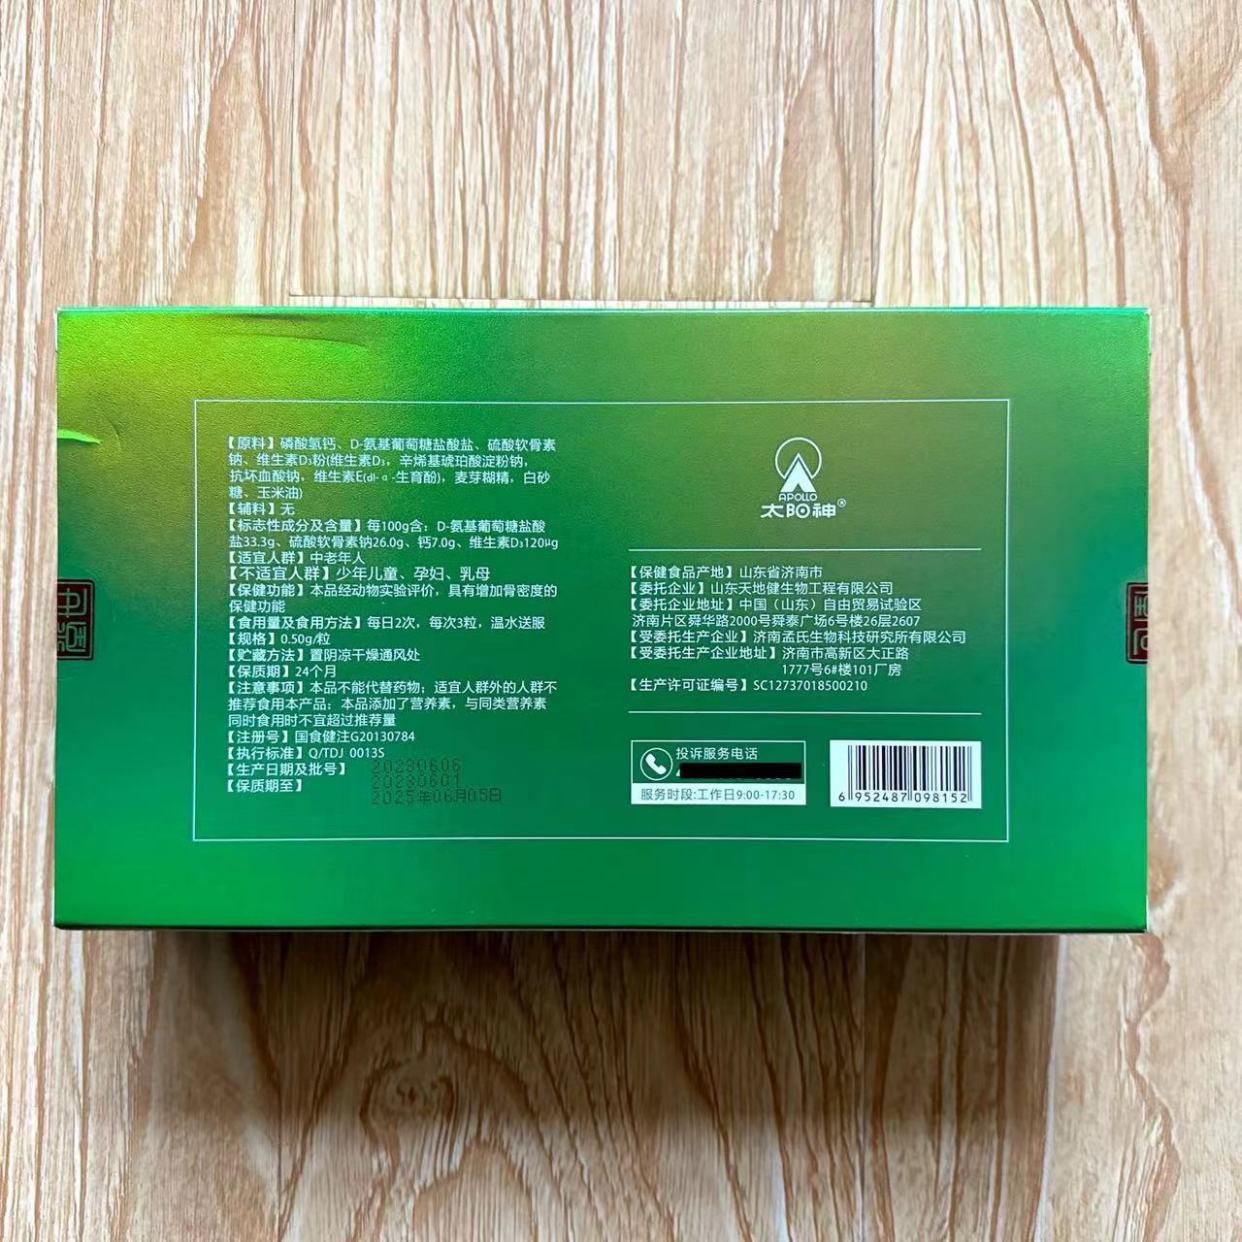 【原料】磷酸氢钙、D-氨基葡萄糖盐酸盐、硫酸软骨素
钠、维生素D₃粉(维生素D₃，辛烯基琥珀酸淀粉钠，
抗坏血酸钠，维生素E(dl-α-生育酚)，麦芽糊精，白砂
糖、玉米油)
【辅料】无
【标志性成分及含量】每100g含：D-氨基葡萄糖盐酸
盐33.3g、硫酸软骨素钠26.0g、钙7.0g、维生素D₃120μg
【适宜人群】中老年人
【不适宜人群】少年儿童、孕妇、乳母
【保健功能】本品经动物实验评价，具有增加骨密度的
保健功能
【食用量及食用方法】每日2次，每次3粒，温水送服
【规格】0.50g/粒
【贮藏方法】置阴凉干燥通风处
【保质期】24个月
【注意事项】本品不能代替药物；适宜人群外的人群不
推荐食用本产品；本品添加了营养素，与同类营养素
同时食用时不宜超过推荐量
【注册号】国食健注G20130784
【执行标准】Q/TDJ 0013S
【生产日期及批号】
20230606
20230601
【保质期至】
2025年06月05日
APOLLO
太阳神®
【保健食品产地】山东省济南市
【委托企业】山东天地健生物工程有限公司
【委托企业地址】中国（山东）自由贸易试验区
济南片区舜华路2000号舜泰广场6号楼26层2607
【受委托生产企业】济南孟氏生物科技研究所有限公司
【受委托生产企业地址】济南市高新区大正路
1777号6#楼101厂房
【生产许可证编号】SC12737018500210
投诉服务电话
服务时段:工作日9:00-17:30
6 952487 098152